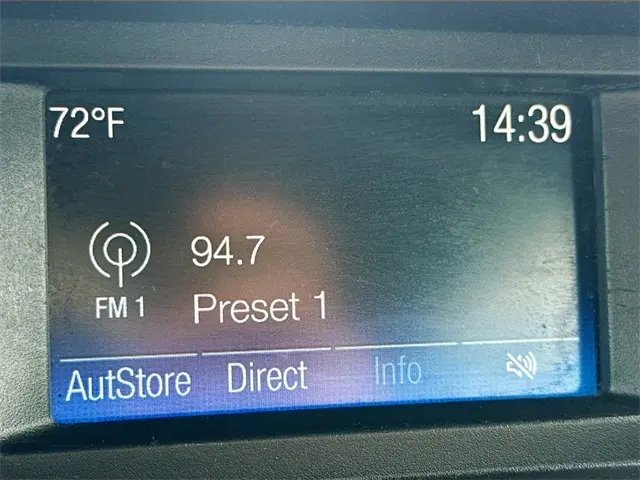 72°F 14:39
94.7
FM 1 Preset 1
AutStore Direct Info